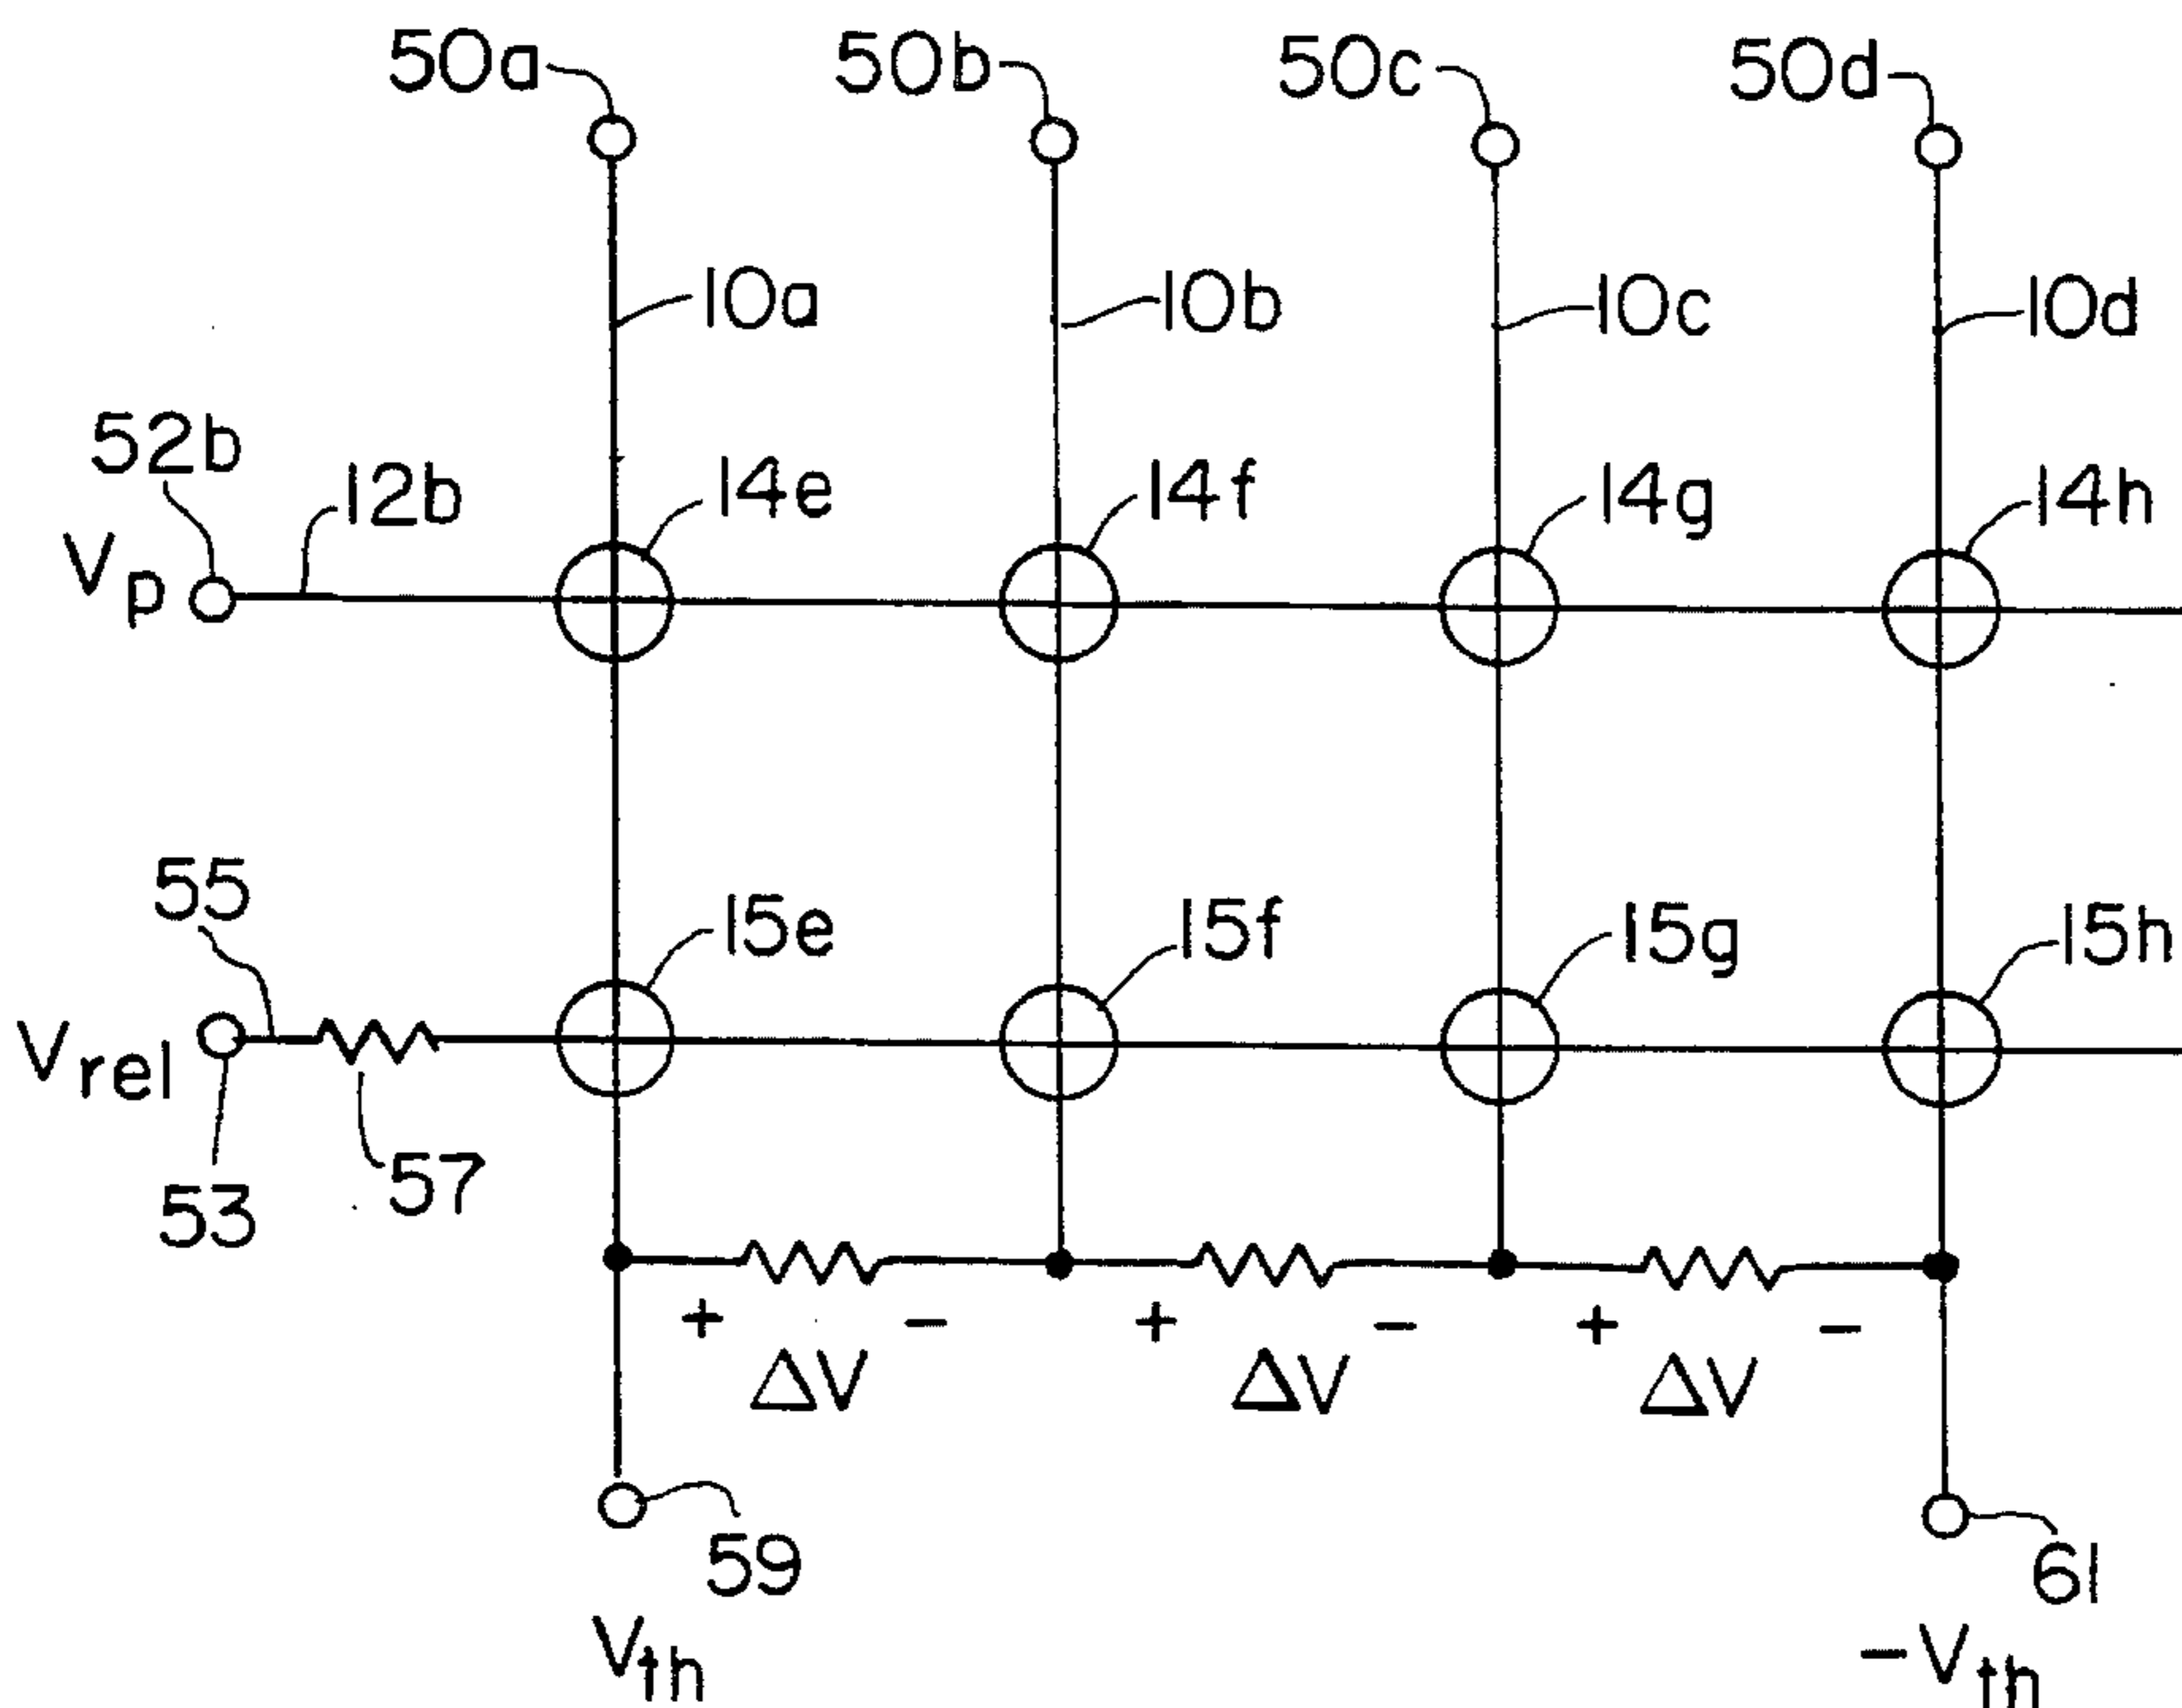 50a 50b 50c 50d
10a 10b 10c 10d
52b 12b 14e 14f 14g 14h
Vp
55 15e 15f 15g 15h
Vrel
57
53
+ - + - + -
ΔV ΔV ΔV
59 61
Vth -Vth